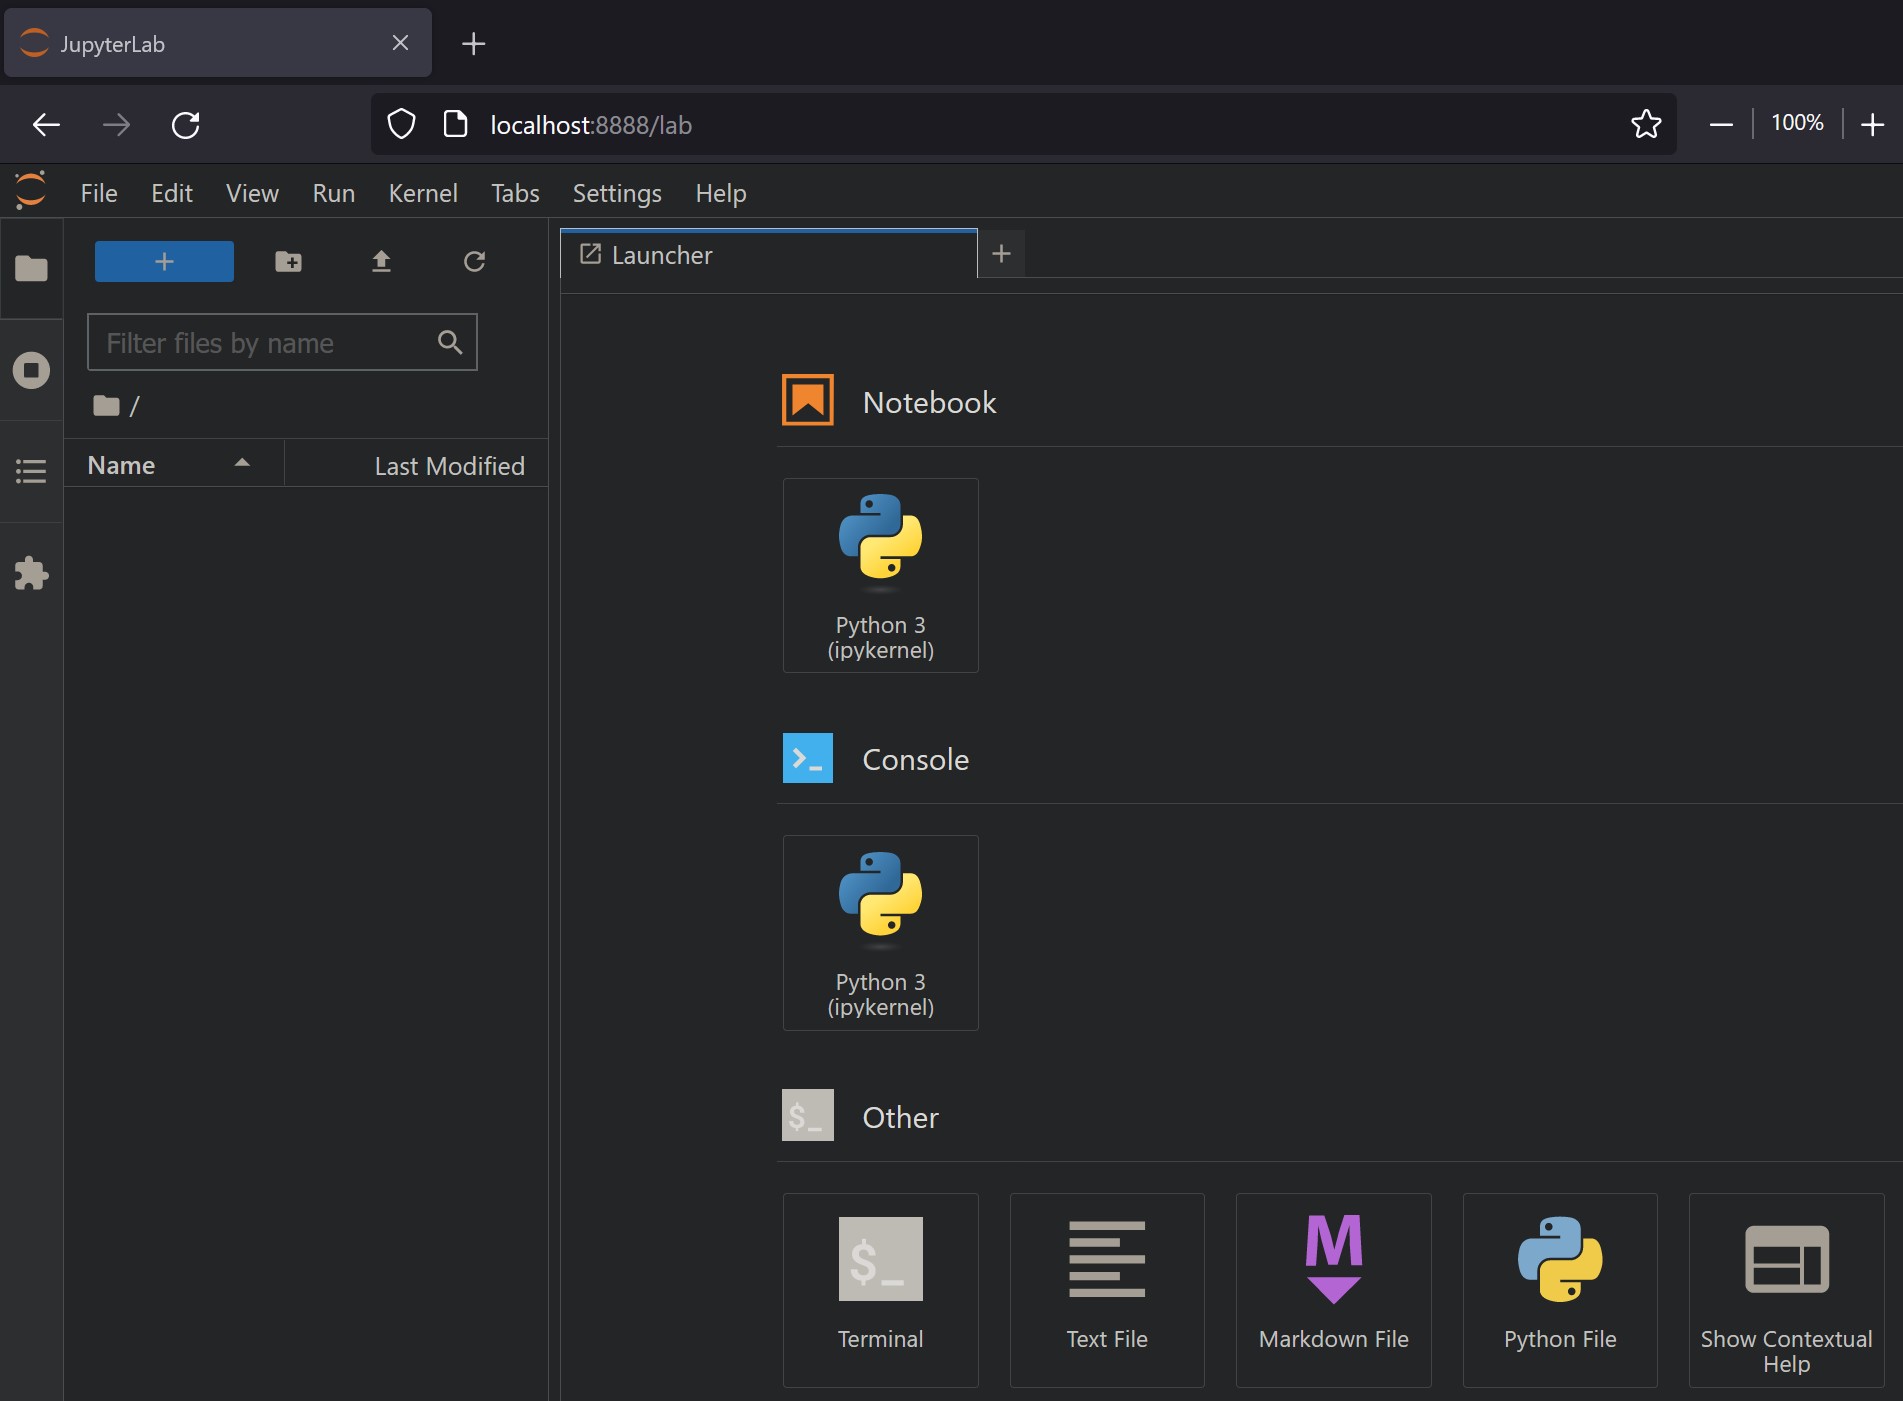 JupyterLab
localhost:8888/lab
100%
File Edit View Run Kernel Tabs Settings Help
Launcher
Filter files by name
/
Name Last Modified
Notebook
Python 3
(ipykernel)
Console
Python 3
(ipykernel)
$_ Other
$_
M
Terminal
Text File
Markdown File
Python File
Show Contextual
Help